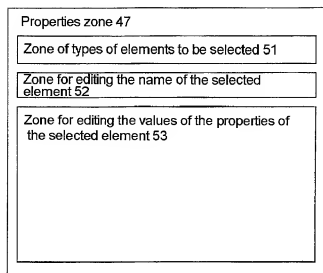 Properties zone 47
Zone of types of elements to be selected 51
Zone for editing the name of the selected
element 52
Zone for editing the values of the properties of
the selected element 53